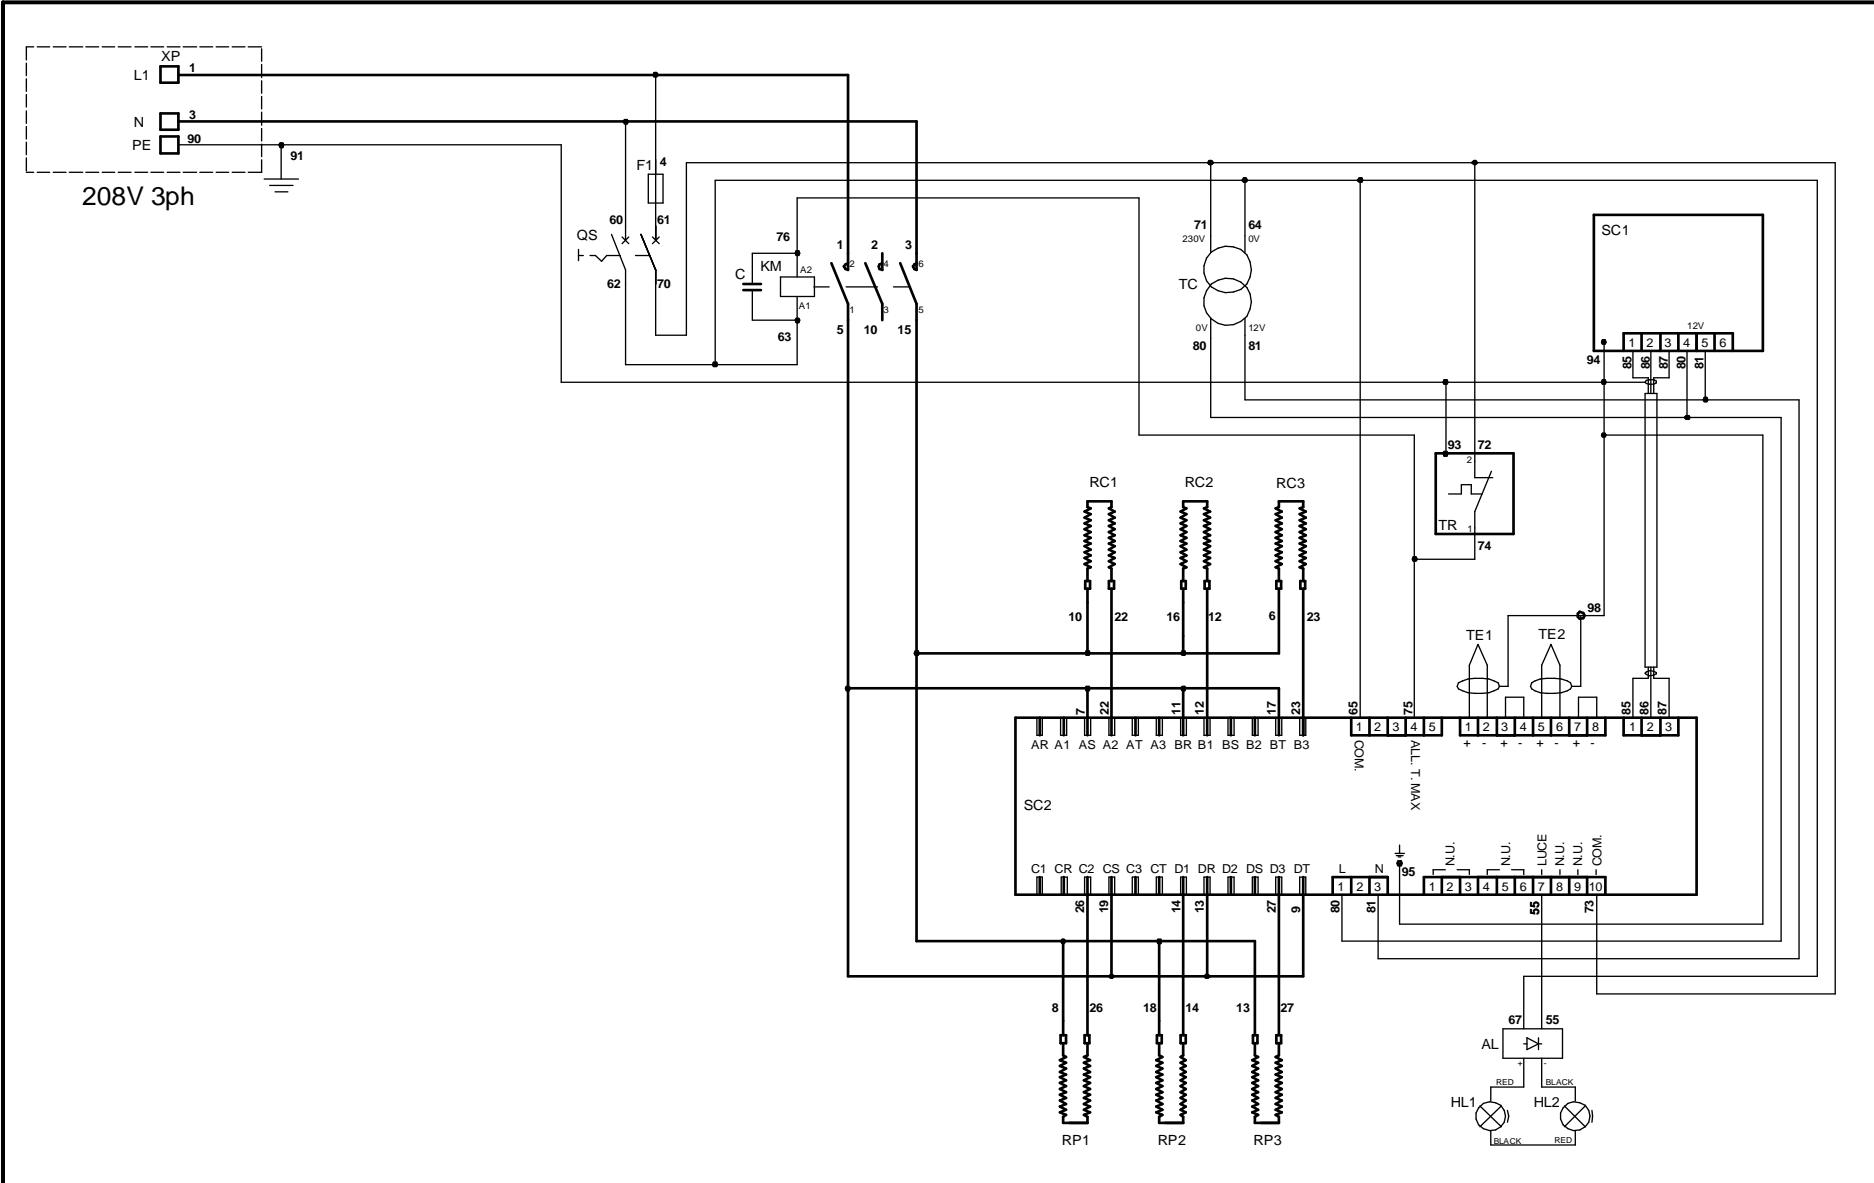 XP
L1 1
N 3
PE 90
91
208V 3ph
F1 4
60 61
QS
62 70
76
C KM A2
A1
63
1 2 3
2 4 6
1 3 5
5 10 15
71 64
230V 0V
TC
0V 12V
80 81
SC1
12V
1 2 3 4 5 6
94 85 86 87 80 81
93 72
2
TR 1
74
RC1 RC2 RC3
10 22 16 12 6 23
98
TE1 TE2
7 22 11 12 17 23 65 75 85 86 87
1 2 3 4 5
1 2 3 4 5 6 7 8
1 2 3
+ - + - + - + -
AR A1 AS A2 AT A3 BR B1 BS B2 BT B3
COM. ALL. T. MAX
SC2
N.U. N.U. LUCE N.U. N.U. COM.
C1 CR C2 CS C3 CT D1 DR D2 DS D3 DT
L N
95
1 2 3
1 2 3 4 5 6 7 8 9 10
26 19 14 13 27 9 80 81 55 73
8 26 18 14 13 27
67 55
AL
+ -
RED BLACK
HL1 HL2
BLACK RED
RP1 RP2 RP3